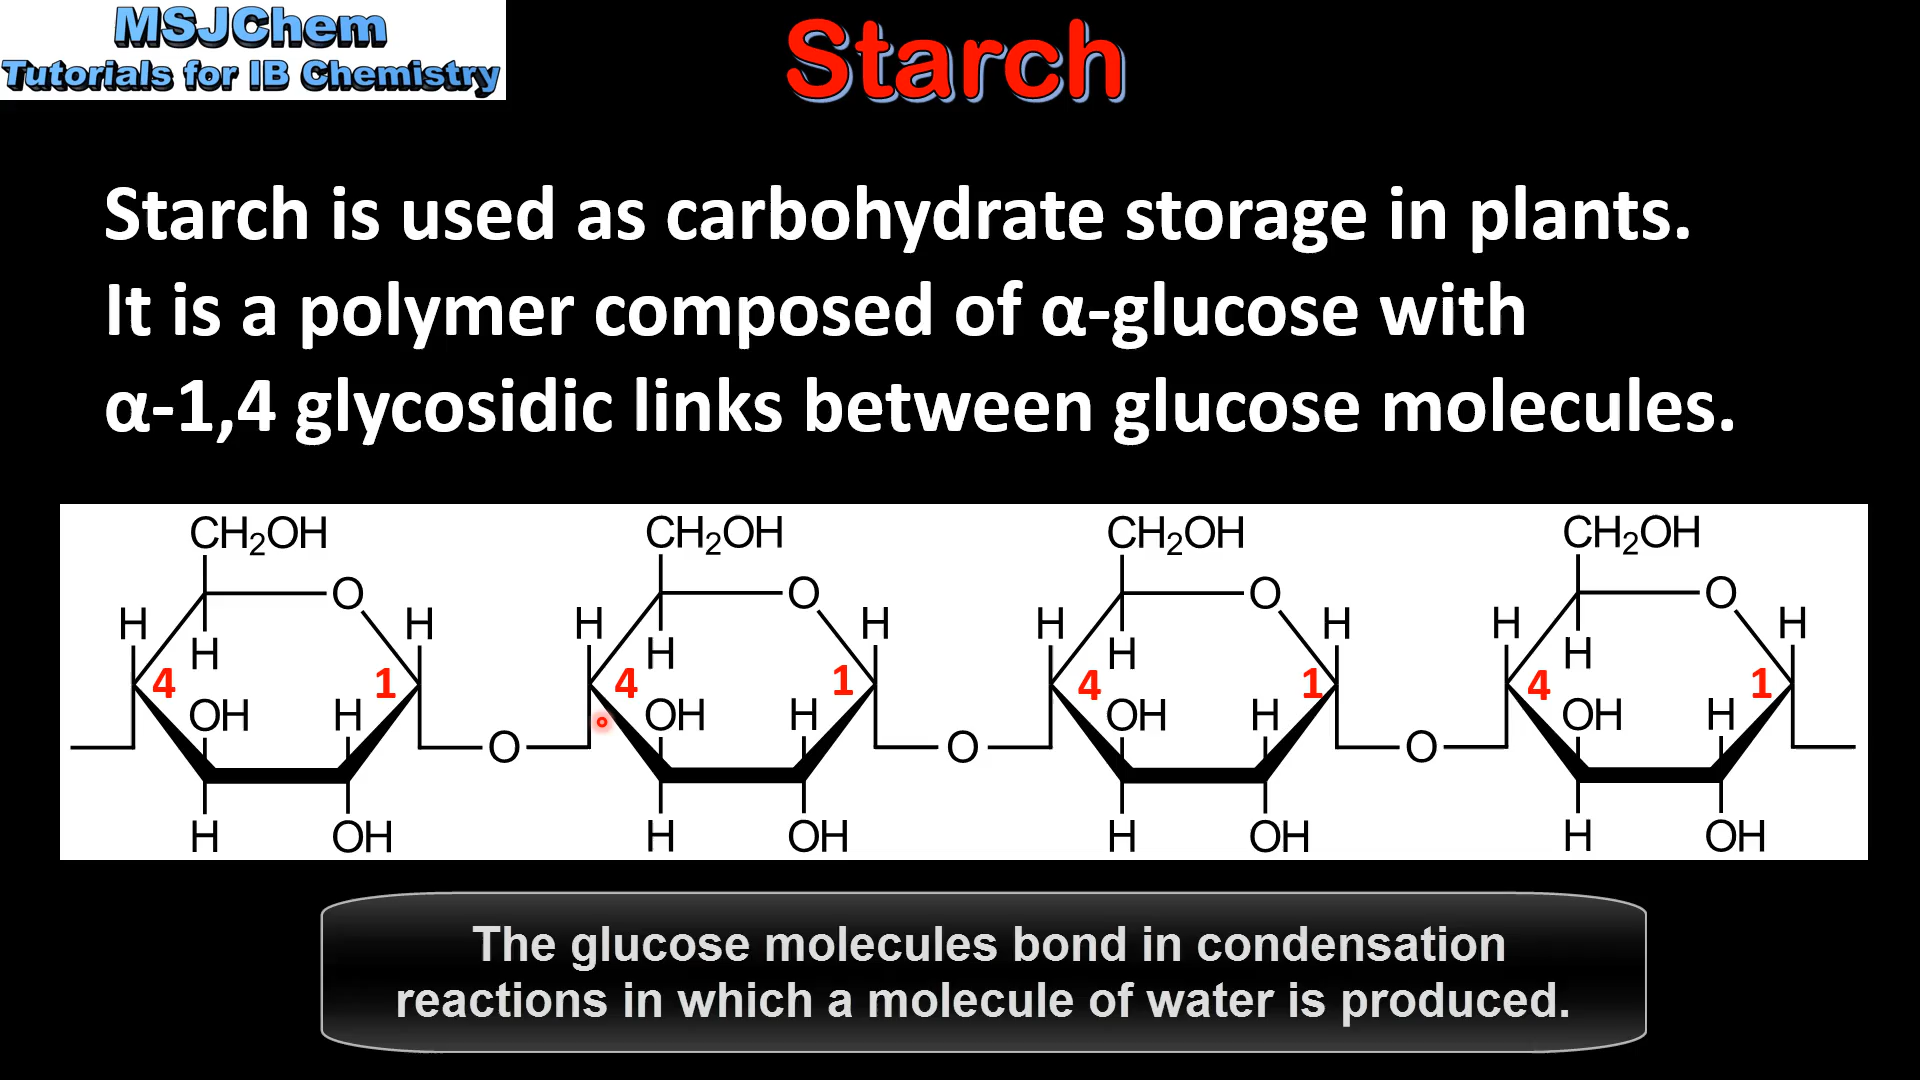 MSJChem
Tutorials for IB Chemistry
Starch
Starch is used as carbohydrate storage in plants.
It is a polymer composed of α-glucose with
α-1,4 glycosidic links between glucose molecules.
CH₂OH CH₂OH CH₂OH CH₂OH
H O H H O H H O H H O H
H H H H
4 1 4 1 4 1 4 1
OH H OH H OH H OH H
O O O
H OH H OH H OH H OH
The glucose molecules bond in condensation
reactions in which a molecule of water is produced.